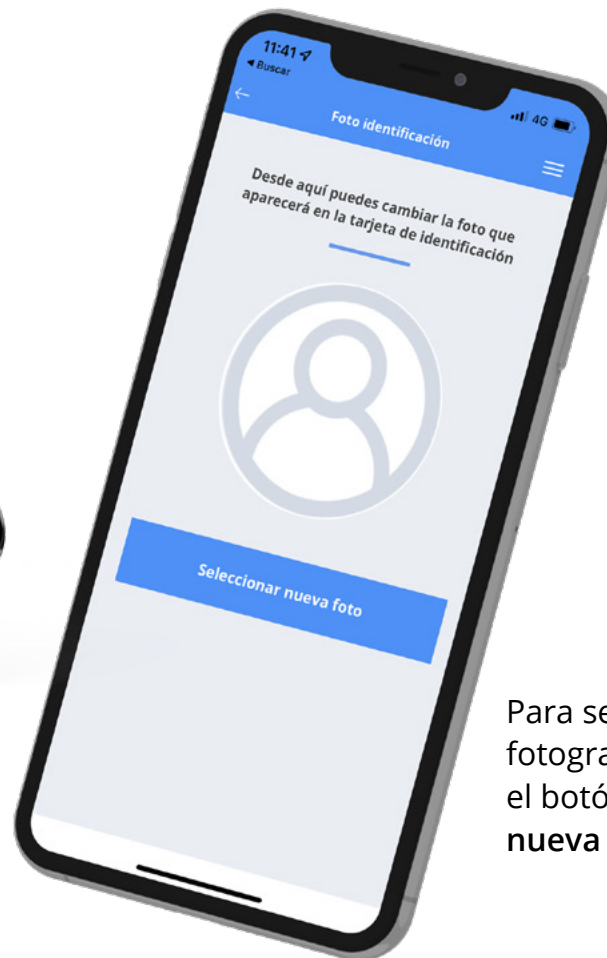 11:41
◀ Buscar
4G
Foto identificación
Desde aquí puedes cambiar la foto que
aparecerá en la tarjeta de identificación
Seleccionar nueva foto
Para se
fotogra
el botó
nueva